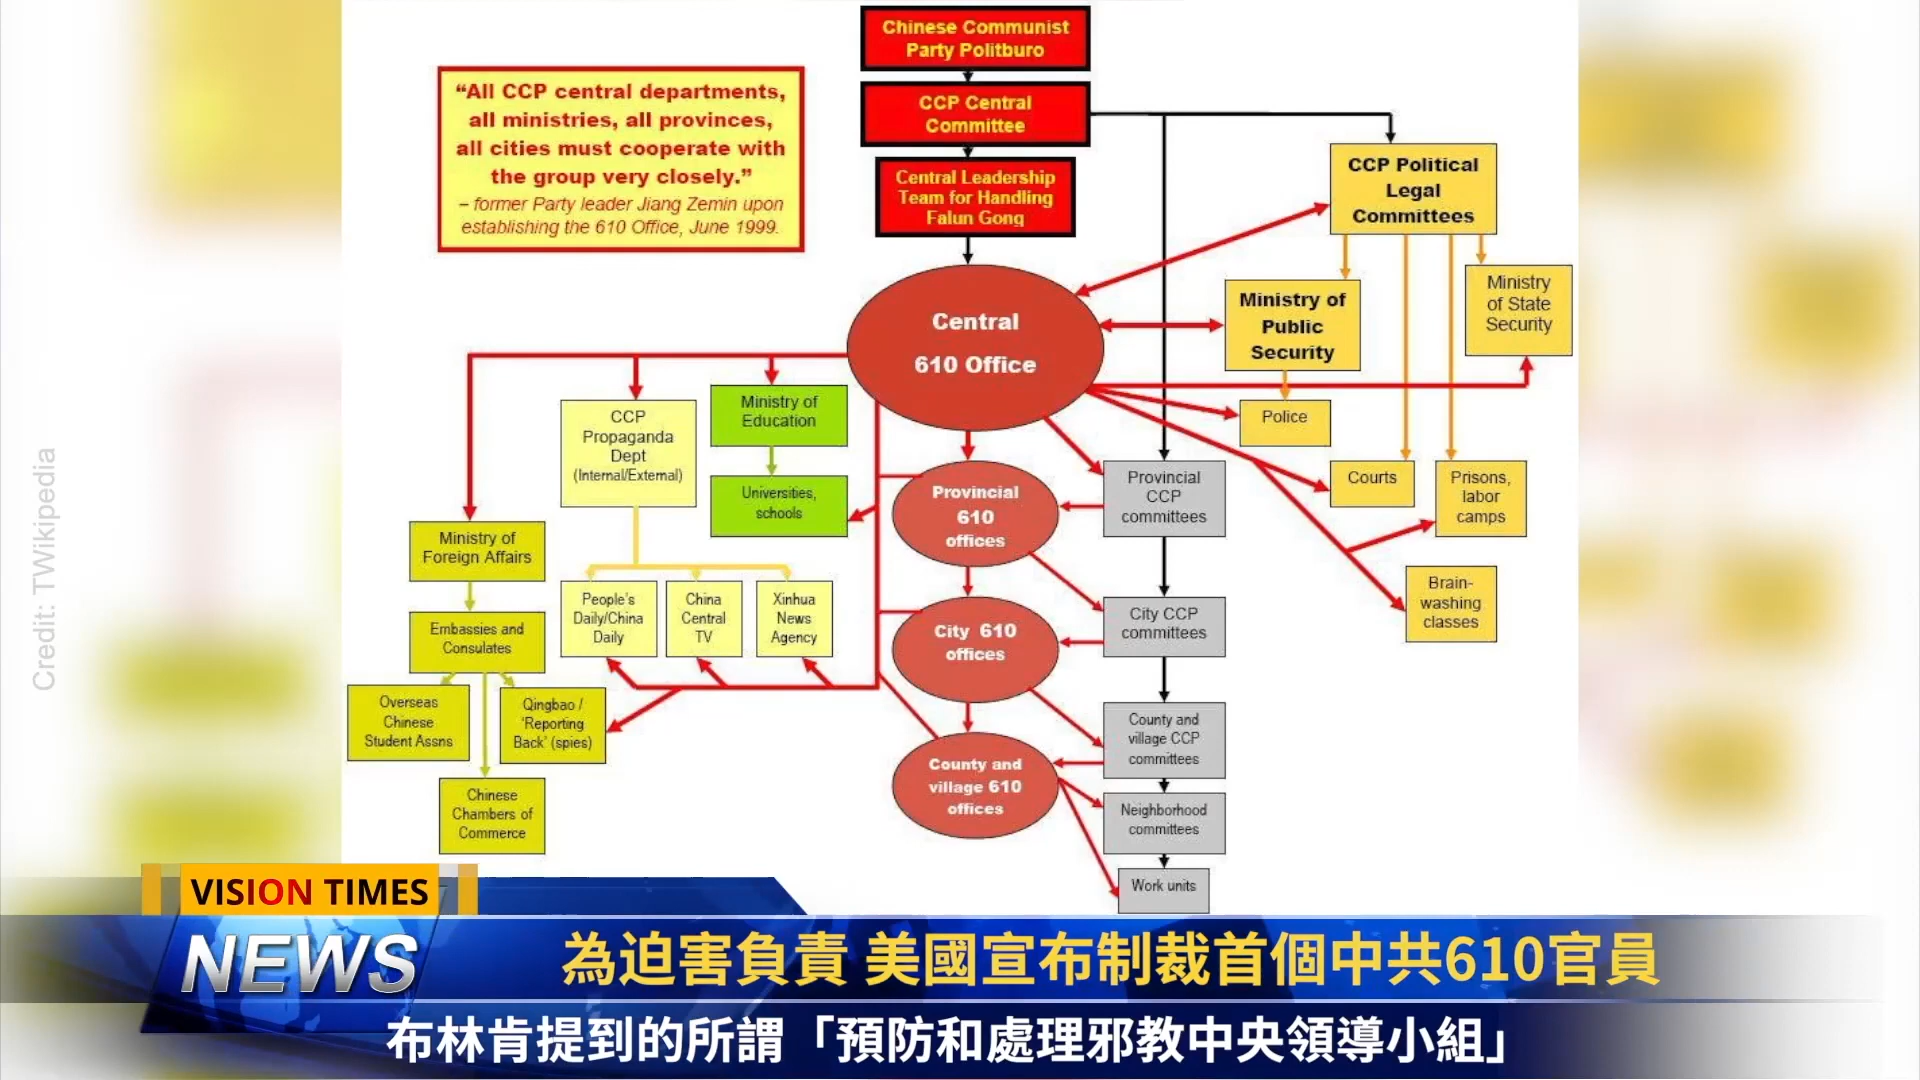 Chinese Communist
Party Politburo
CCP Central
Committee
Central Leadership
Team for Handling
Falun Gong
“All CCP central departments,
all ministries, all provinces,
all cities must cooperate with
the group very closely.”
– former Party leader Jiang Zemin upon
establishing the 610 Office, June 1999.
CCP Political
Legal
Committees
Central
610 Office
Ministry of
Public
Security
Ministry
of State
Security
Police
Courts
Prisons,
labor
camps
Brain-
washing
classes
CCP
Propaganda
Dept
(Internal/External)
Ministry of
Education
Universities,
schools
Ministry of
Foreign Affairs
Embassies and
Consulates
People’s
Daily/China
Daily
China
Central
TV
Xinhua
News
Agency
Overseas
Chinese
Student Assns
Qingbao /
‘Reporting
Back’ (spies)
Chinese
Chambers of
Commerce
Provincial
610
offices
City 610
offices
County and
village 610
offices
Provincial
CCP
committees
City CCP
committees
County and
village CCP
committees
Neighborhood
committees
Work units
Credit: TWikipedia
VISION TIMES
NEWS
為迫害負責 美國宣布制裁首個中共610官員
布林肯提到的所謂「預防和處理邪教中央領導小組」